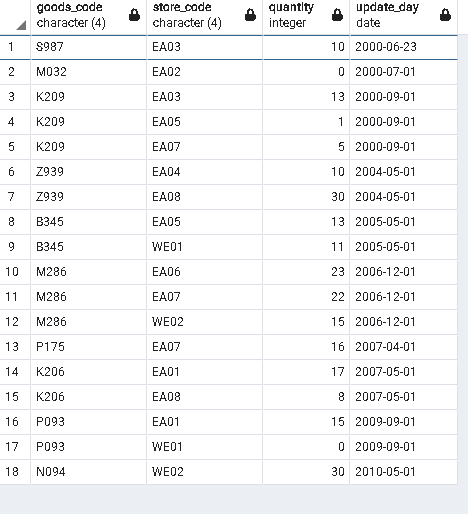 goods_code store_code quantity update_day
character (4) character (4) integer date
1 S987 EA03 10 2000-06-23
2 M032 EA02 0 2000-07-01
3 K209 EA03 13 2000-09-01
4 K209 EA05 1 2000-09-01
5 K209 EA07 5 2000-09-01
6 Z939 EA04 10 2004-05-01
7 Z939 EA08 30 2004-05-01
8 B345 EA05 13 2005-05-01
9 B345 WE01 11 2005-05-01
10 M286 EA06 23 2006-12-01
11 M286 EA07 22 2006-12-01
12 M286 WE02 15 2006-12-01
13 P175 EA07 16 2007-04-01
14 K206 EA01 17 2007-05-01
15 K206 EA08 8 2007-05-01
16 P093 EA01 15 2009-09-01
17 P093 WE01 0 2009-09-01
18 N094 WE02 30 2010-05-01